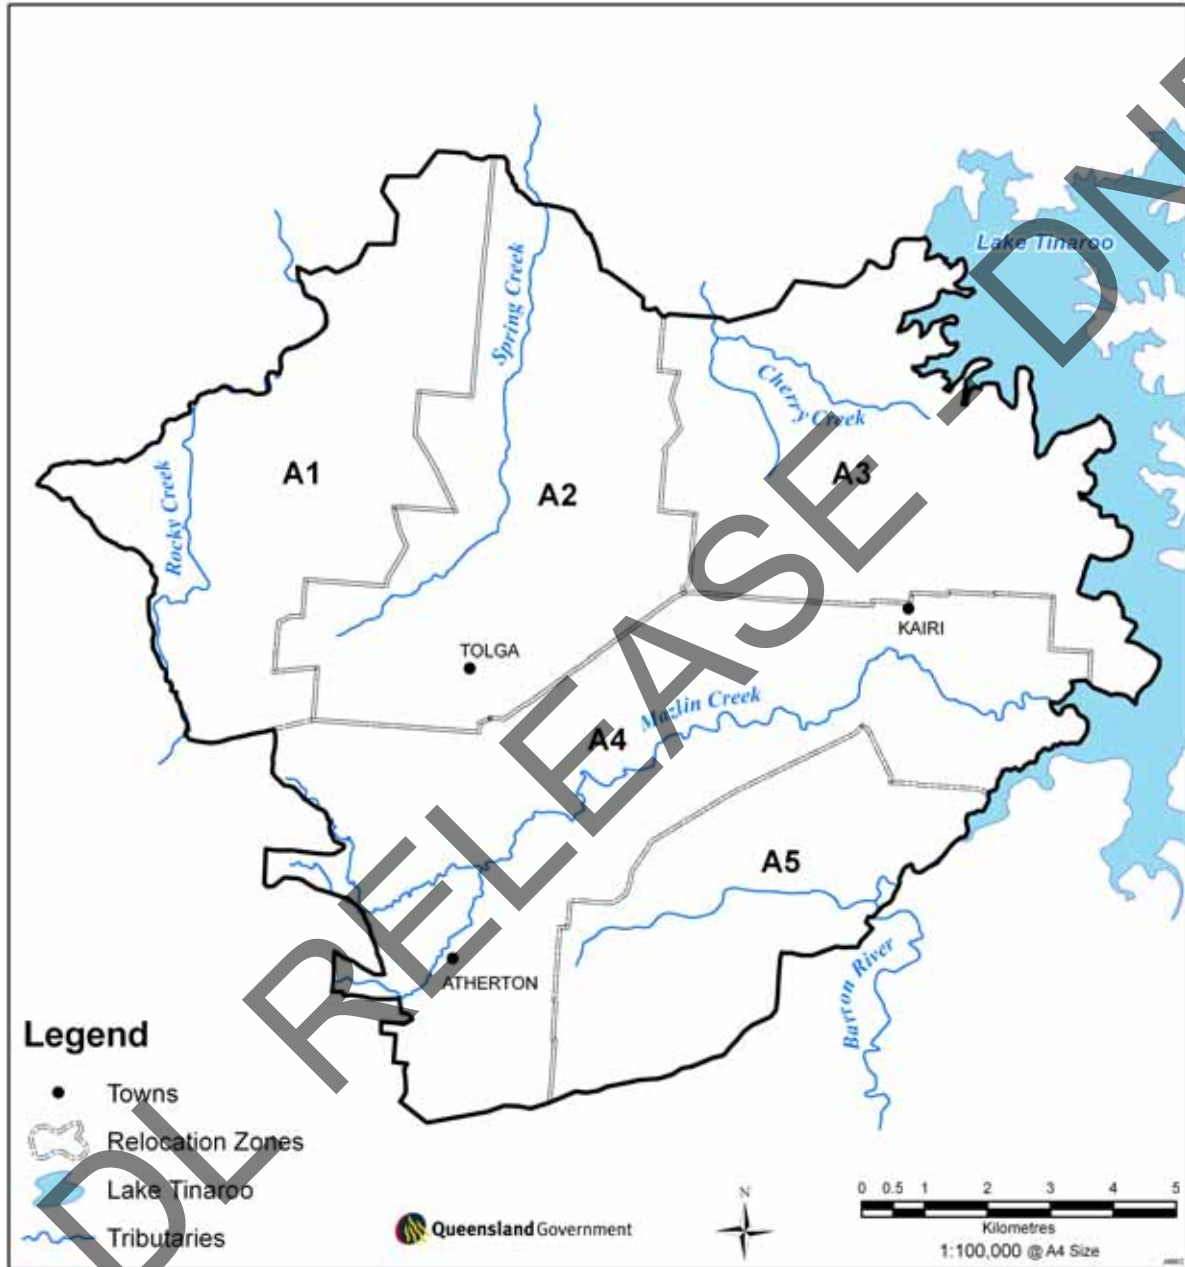 Lake Tinaroo
Spring Creek
Cherry Creek
A1
A2
A3
Rocky Creek
KAIRI
TOLGA
Mazlin Creek
A4
A5
ATHERTON
Barron River
Legend
Towns
Relocation Zones
Lake Tinaroo
Tributaries
Queensland Government
N
0 0.5 1 2 3 4 5
Kilometres
1:100,000 @ A4 Size
DL RELEASE - DN